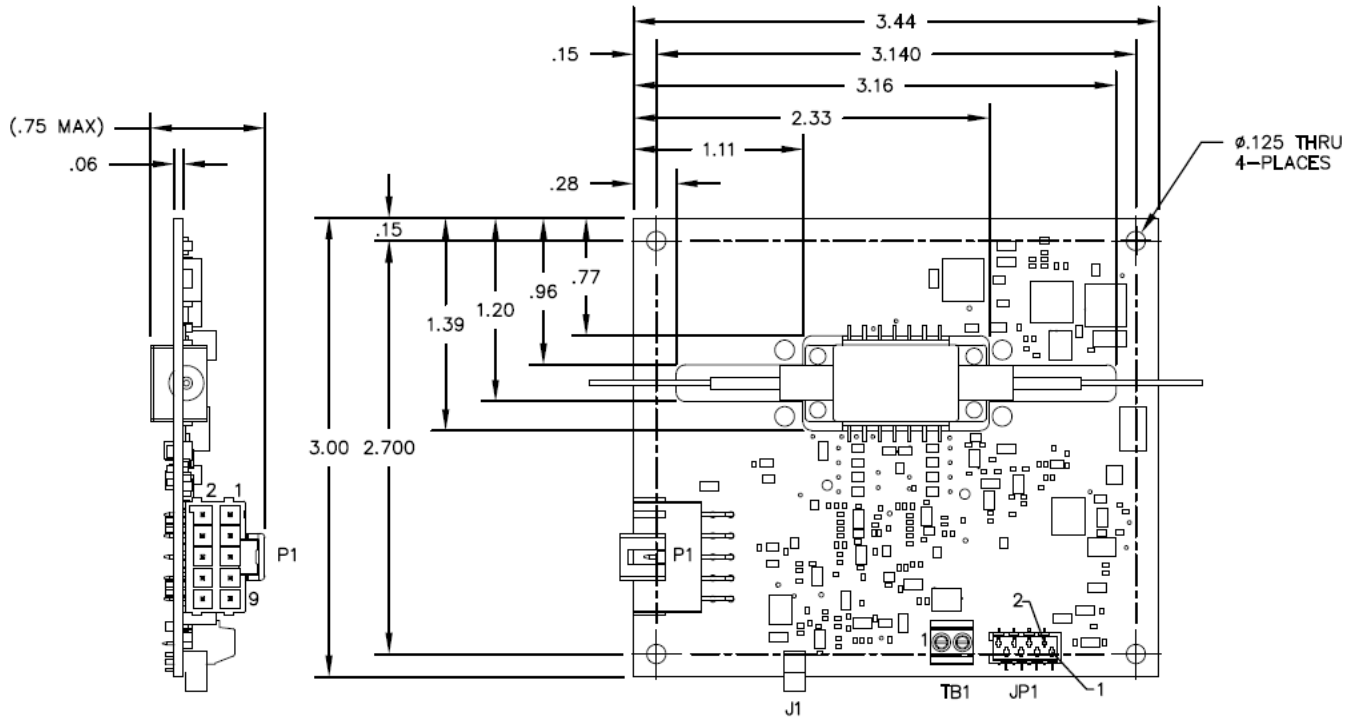 3.44
.15
3.140
3.16
(.75 MAX)
2.33
.06
1.11
Ø.125 THRU
4-PLACES
.28
.15
.77
.96
1.20
1.39
3.00
2.700
2 1
P1
9
P1
2
1
1
TB1
JP1
J1